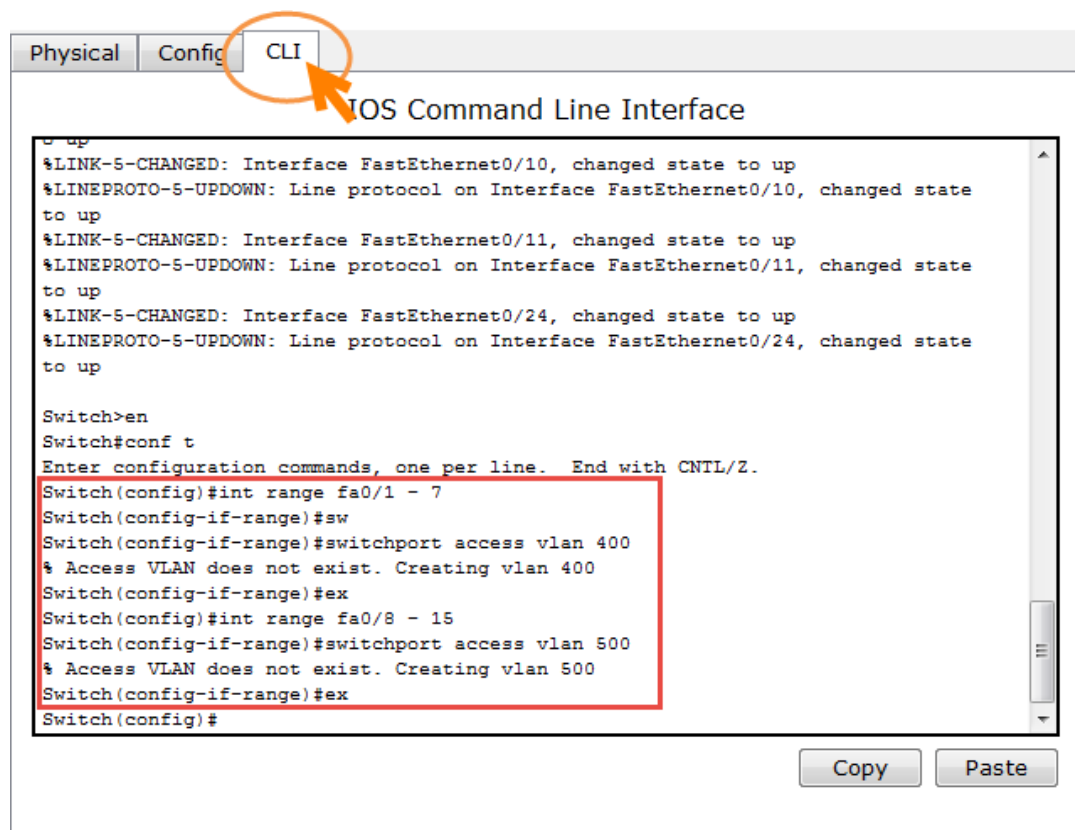 Physical
Config
CLI
IOS Command Line Interface
up
%LINK-5-CHANGED: Interface FastEthernet0/10, changed state to up
%LINEPROTO-5-UPDOWN: Line protocol on Interface FastEthernet0/10, changed state
to up
%LINK-5-CHANGED: Interface FastEthernet0/11, changed state to up
%LINEPROTO-5-UPDOWN: Line protocol on Interface FastEthernet0/11, changed state
to up
%LINK-5-CHANGED: Interface FastEthernet0/24, changed state to up
%LINEPROTO-5-UPDOWN: Line protocol on Interface FastEthernet0/24, changed state
to up
Switch>en
Switch#conf t
Enter configuration commands, one per line.  End with CNTL/Z.
Switch(config)#int range fa0/1 - 7
Switch(config-if-range)#sw
Switch(config-if-range)#switchport access vlan 400
% Access VLAN does not exist. Creating vlan 400
Switch(config-if-range)#ex
Switch(config)#int range fa0/8 - 15
Switch(config-if-range)#switchport access vlan 500
% Access VLAN does not exist. Creating vlan 500
Switch(config-if-range)#ex
Switch(config)#
Copy
Paste